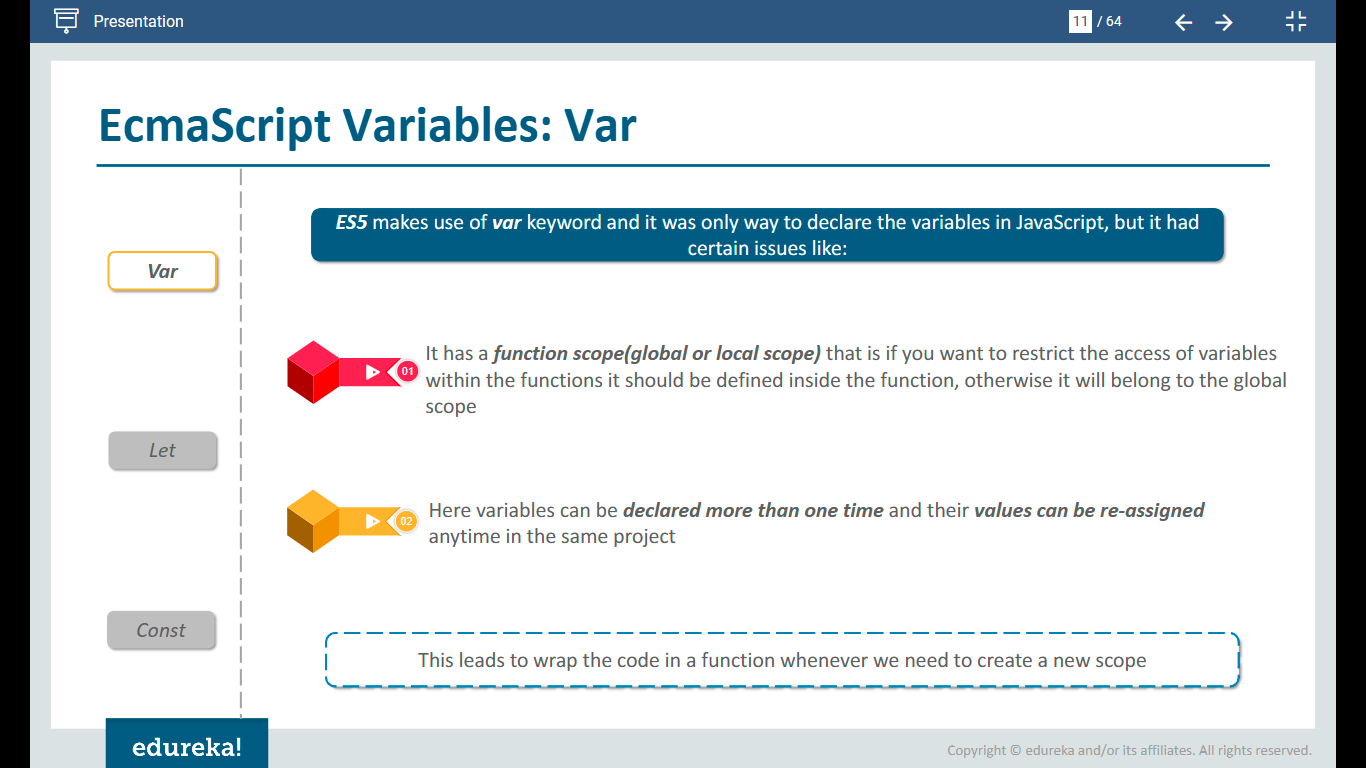 Presentation
11 / 64
EcmaScript Variables: Var
ES5 makes use of var keyword and it was only way to declare the variables in JavaScript, but it had
certain issues like:
Var
01
It has a function scope(global or local scope) that is if you want to restrict the access of variables
within the functions it should be defined inside the function, otherwise it will belong to the global
scope
Let
02
Here variables can be declared more than one time and their values can be re-assigned
anytime in the same project
Const
This leads to wrap the code in a function whenever we need to create a new scope
edureka!
Copyright © edureka and/or its affiliates. All rights reserved.